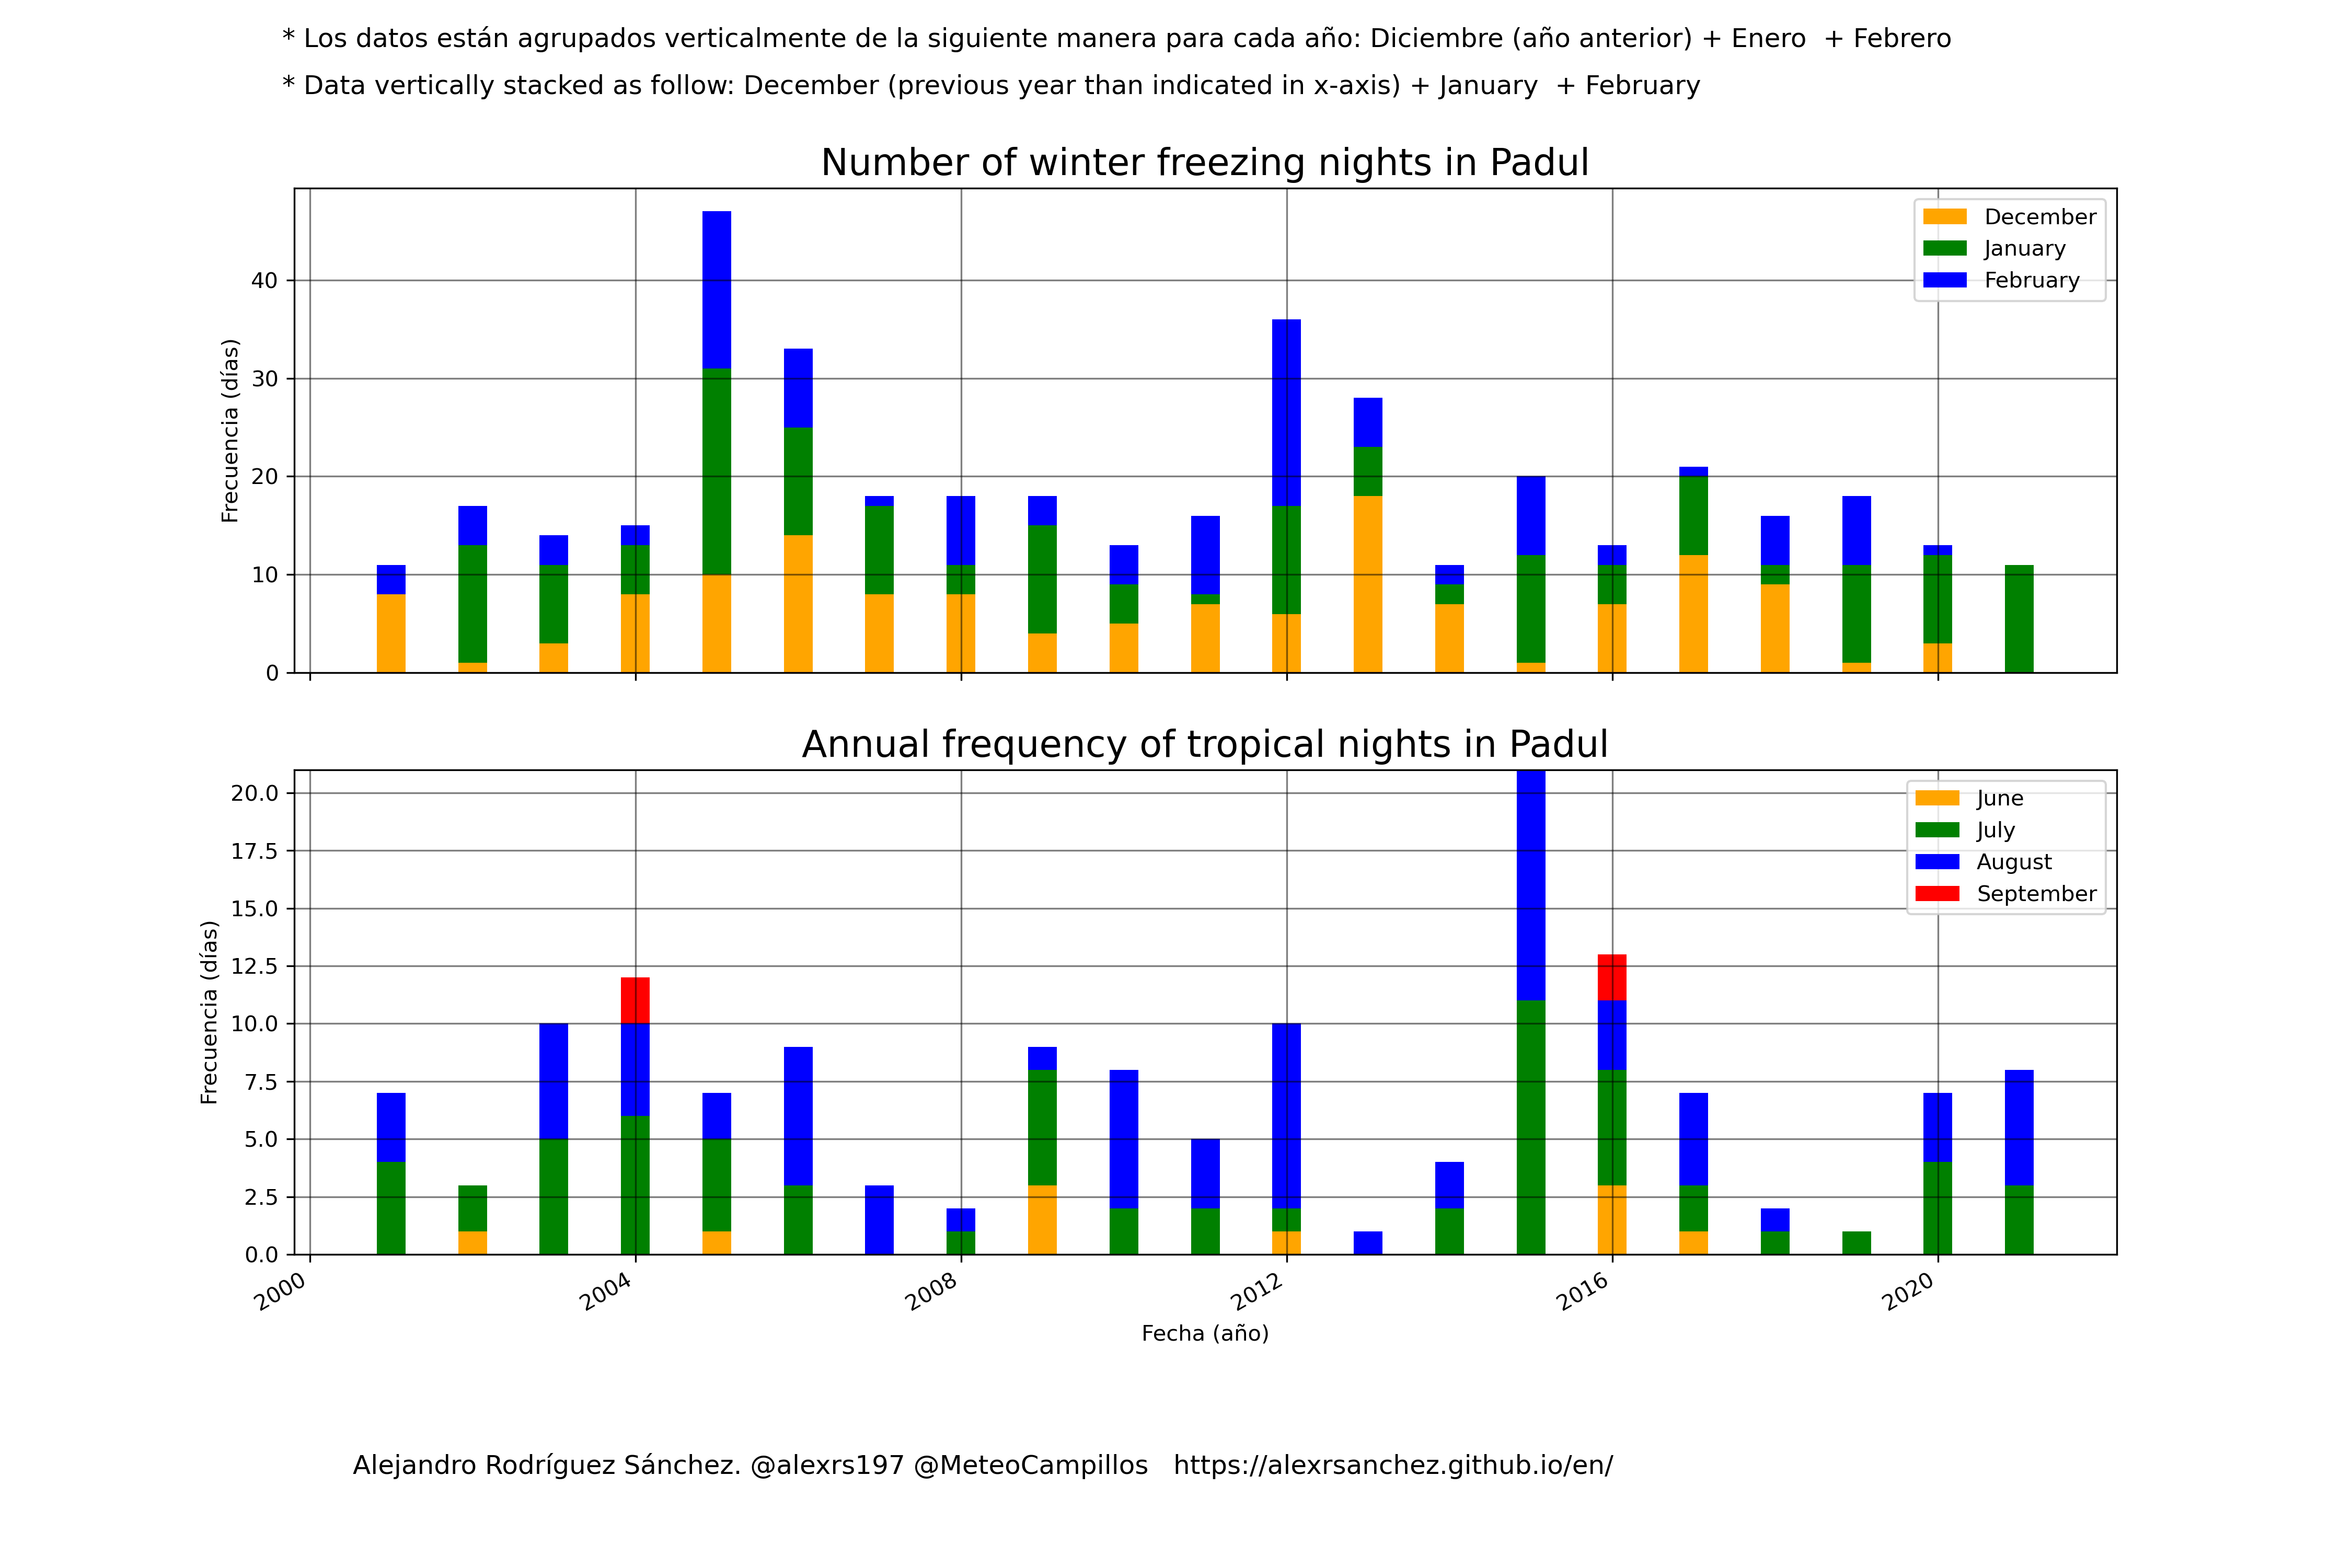 * Los datos están agrupados verticalmente de la siguiente manera para cada año: Diciembre (año anterior) + Enero  + Febrero
* Data vertically stacked as follow: December (previous year than indicated in x-axis) + January  + February
Number of winter freezing nights in Padul
December
January
February
Frecuencia (días)
40
30
20
10
0
Annual frequency of tropical nights in Padul
June
July
August
September
Frecuencia (días)
20.0
17.5
15.0
12.5
10.0
7.5
5.0
2.5
0.0
2000 2004 2008 2012 2016 2020
Fecha (año)
Alejandro Rodríguez Sánchez. @alexrs197 @MeteoCampillos   https://alexrsanchez.github.io/en/